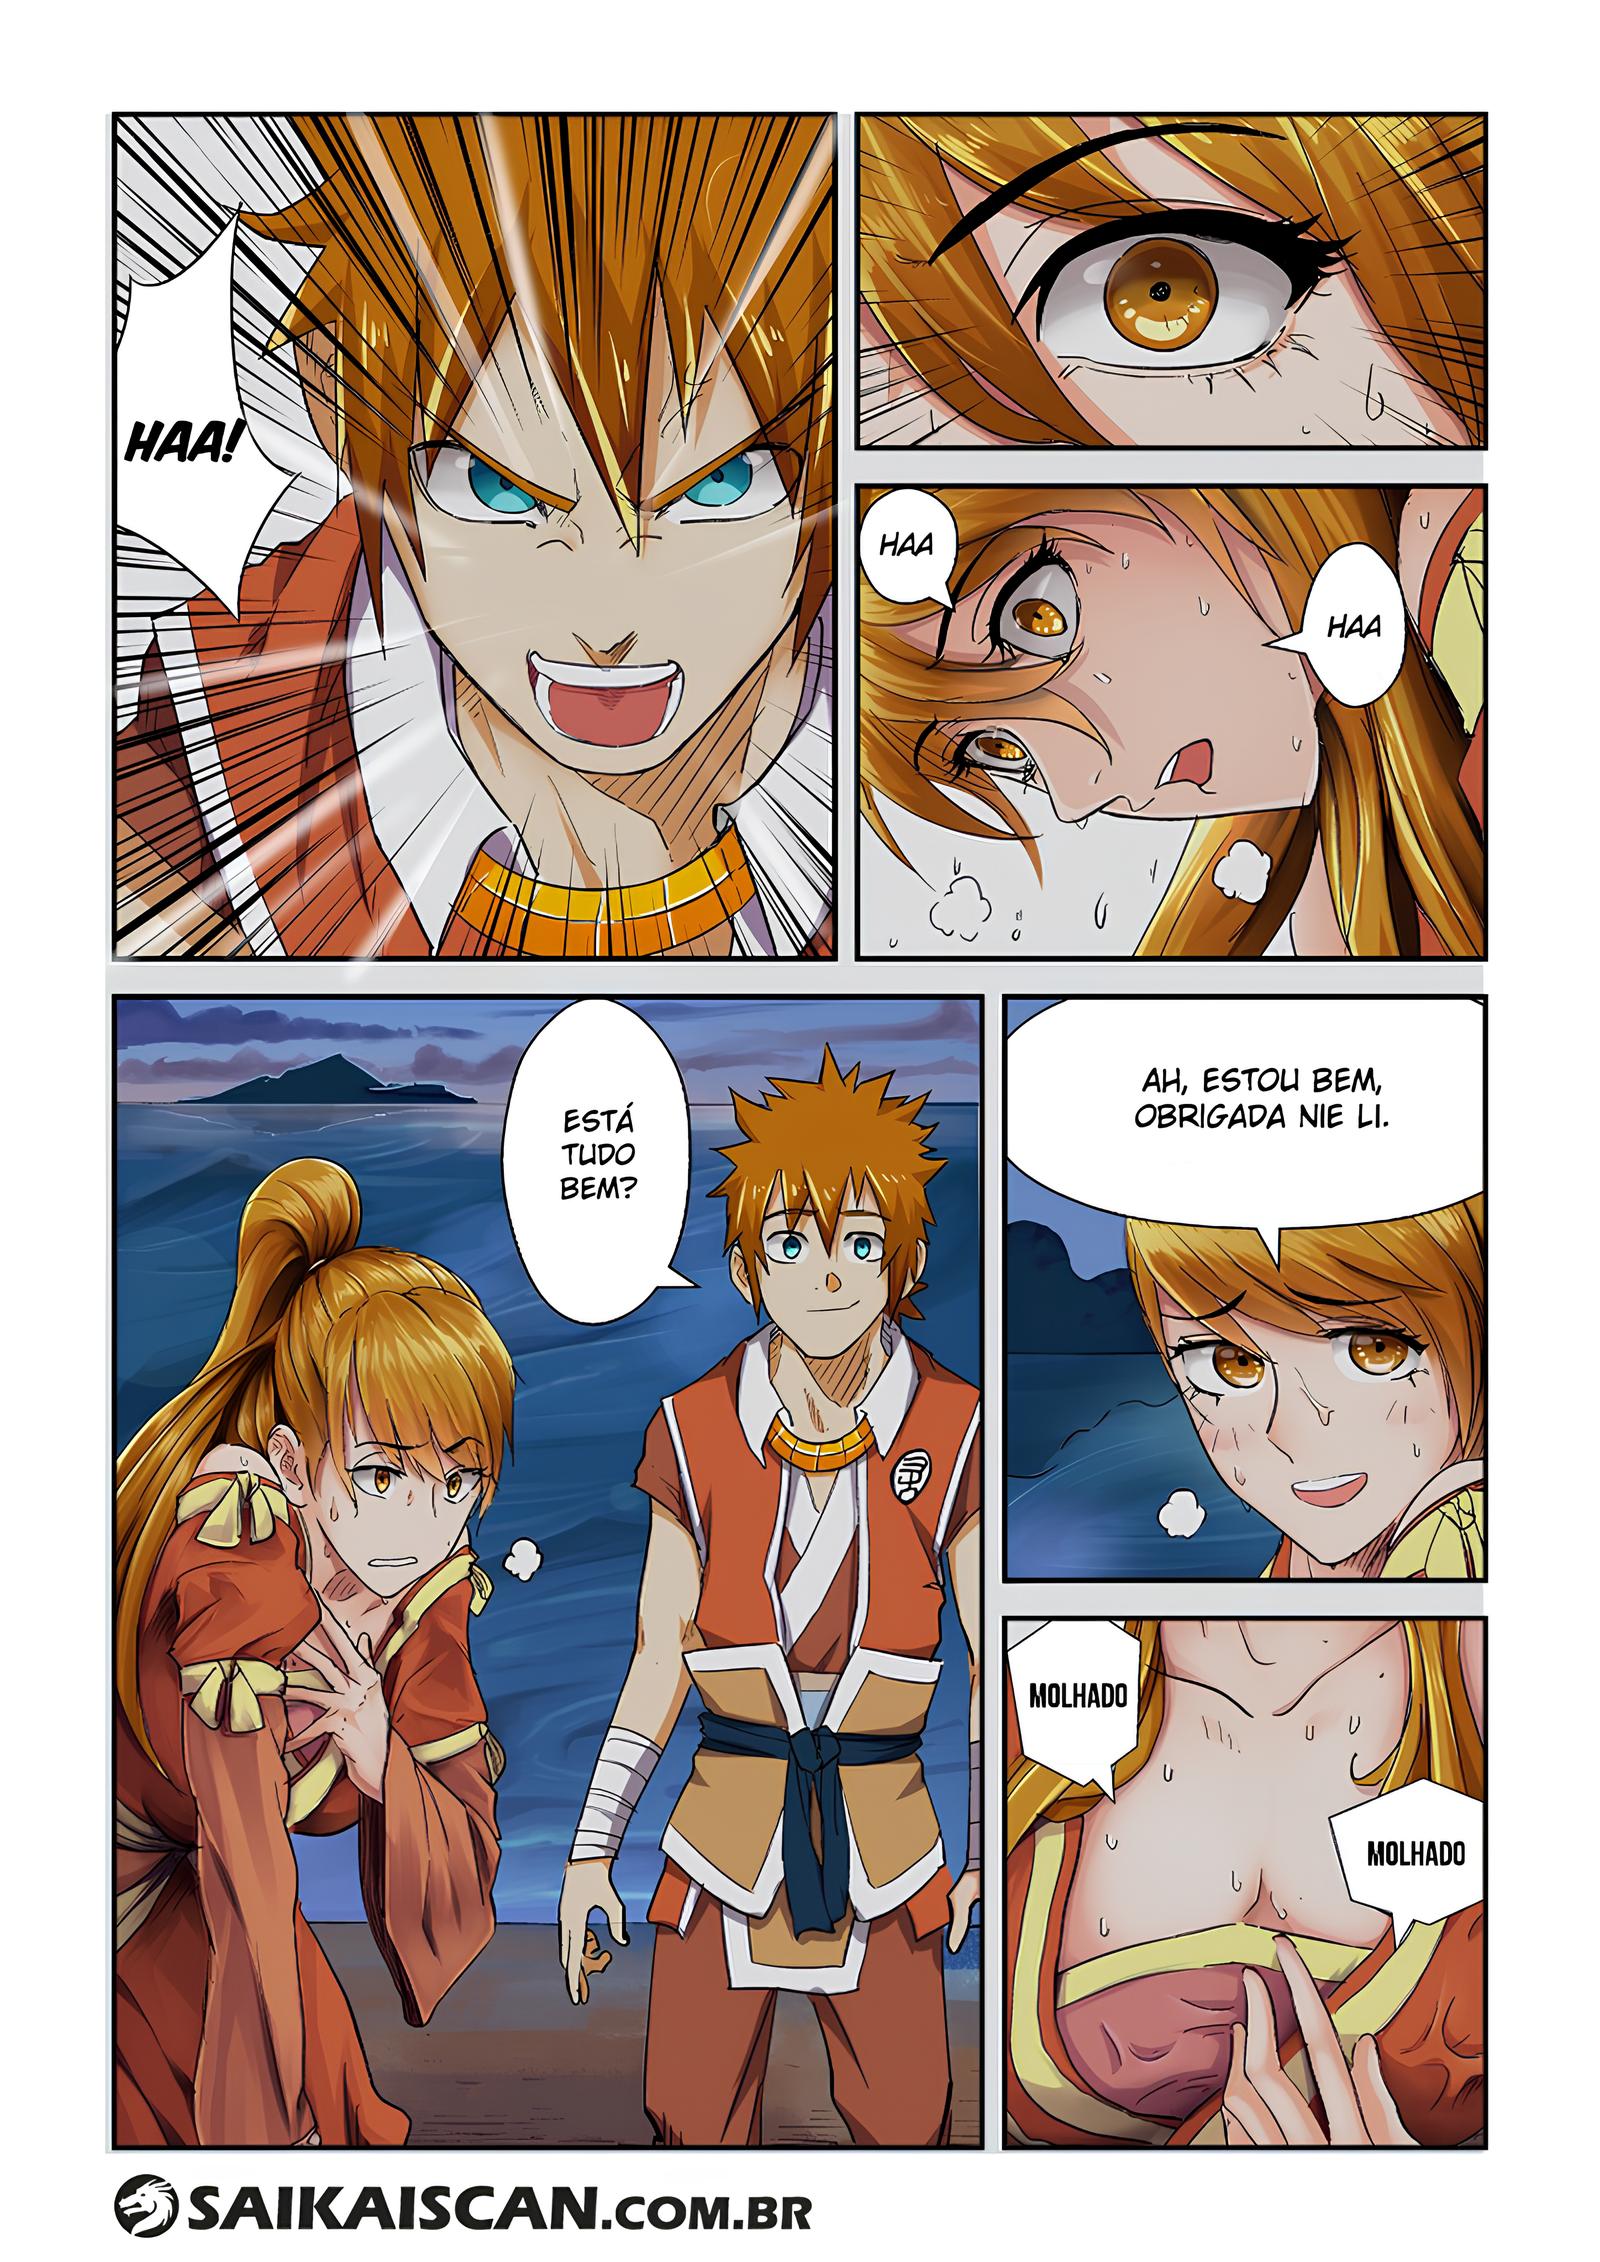 HAA!
HAA
HAA
ESTÁ
TUDO
BEM?
AH, ESTOU BEM,
OBRIGADA NIE LI.
MOLHADO
MOLHADO
SAIKAISCAN.COM.BR